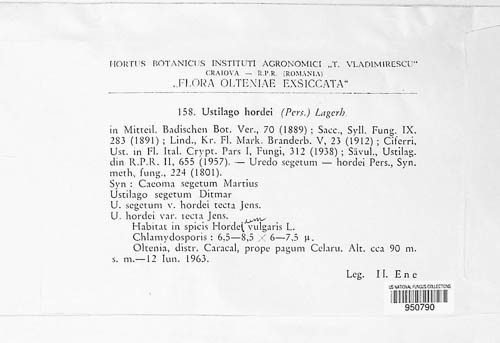 HORTUS BOTANICUS INSTITUTI AGRONOMICI „T. VLADIMIRESCU"
CRAIOVA — R.P.R. (ROMANIA)
„FLORA OLTENIAE EXSICCATA"
158. Ustilago hordei (Pers.) Lagerh.
in Mitteil. Badischen Bot. Ver., 70 (1889) ; Sacc., Syll. Fung. IX,
283 (1891) ; Lind., Kr. Fl. Mark. Branderb. V, 23 (1912) ; Ciferri,
Ust. in Fl. Ital. Crypt. Pars I, Fungi, 312 (1938) ; Săvul., Ustilag.
din R.P.R. II, 655 (1957). — Uredo segetum — hordei Pers., Syn.
meth, fung., 224 (1801).
Syn : Caeoma segetum Martius
Ustilago segetum Ditmar
U. segetum v. hordei tecta Jens.
U. hordei var. tecta Jens.
Habitat in spicis Hordei um vulgaris L.
Chlamydosporis : 6,5—8,5 × 6—7,5 μ.
Oltenia, distr. Caracal, prope pagum Celaru. Alt. cca 90 m.
s. m.—12 Iun. 1963.
Leg. Il. Ene
US NATIONAL FUNGUS COLLECTIONS
950790